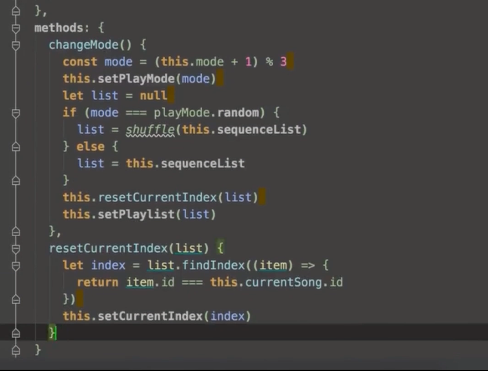 },
methods: {
changeMode() {
const mode = (this.mode + 1) % 3
this.setPlayMode(mode)
let list = null
if (mode === playMode.random) {
list = shuffle(this.sequenceList)
} else {
list = this.sequenceList
}
this.resetCurrentIndex(list)
this.setPlaylist(list)
},
resetCurrentIndex(list) {
let index = list.findIndex((item) => {
return item.id === this.currentSong.id
})
this.setCurrentIndex(index)
}
}